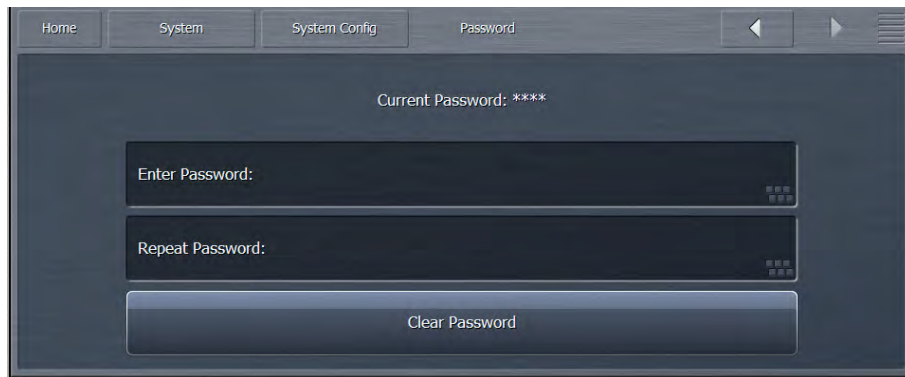 Home System System Config Password
Current Password: ****
Enter Password:
Repeat Password:
Clear Password